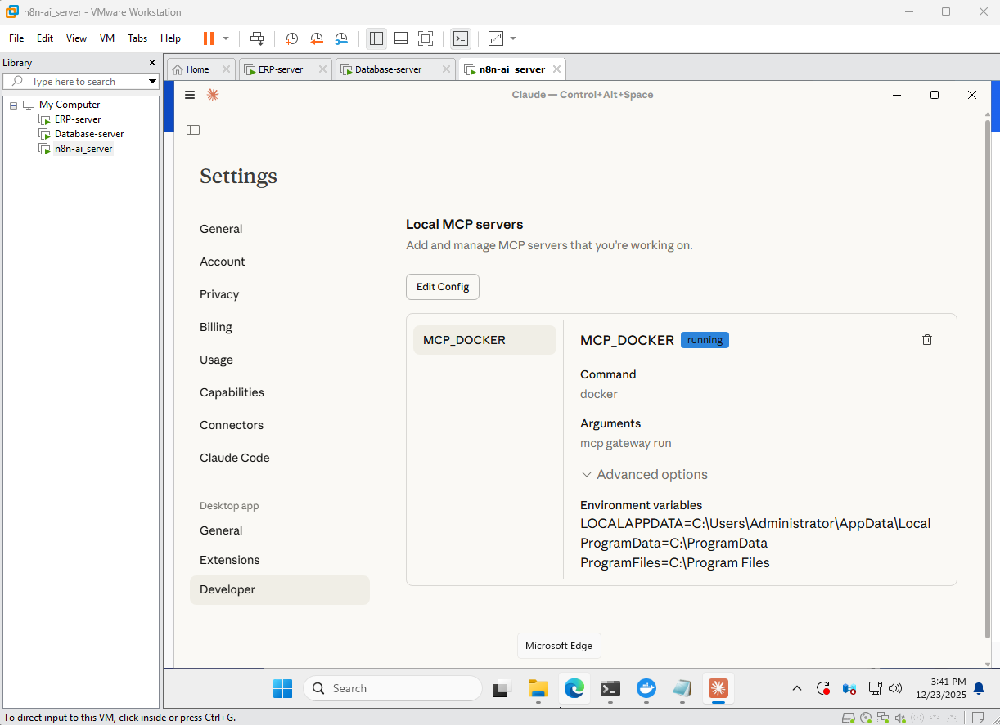 n8n-ai_server - VMware Workstation
File Edit View VM Tabs Help
Library
Type here to search
My Computer
ERP-server
Database-server
n8n-ai_server
Home
ERP-server
Database-server
n8n-ai_server
Claude — Control+Alt+Space
Settings
General
Account
Privacy
Billing
Usage
Capabilities
Connectors
Claude Code
Desktop app
General
Extensions
Developer
Local MCP servers
Add and manage MCP servers that you're working on.
Edit Config
MCP_DOCKER
MCP_DOCKER running
Command
docker
Arguments
mcp gateway run
Advanced options
Environment variables
LOCALAPPDATA=C:\Users\Administrator\AppData\Local
ProgramData=C:\ProgramData
ProgramFiles=C:\Program Files
Microsoft Edge
Search
3:41 PM
12/23/2025
To direct input to this VM, click inside or press Ctrl+G.